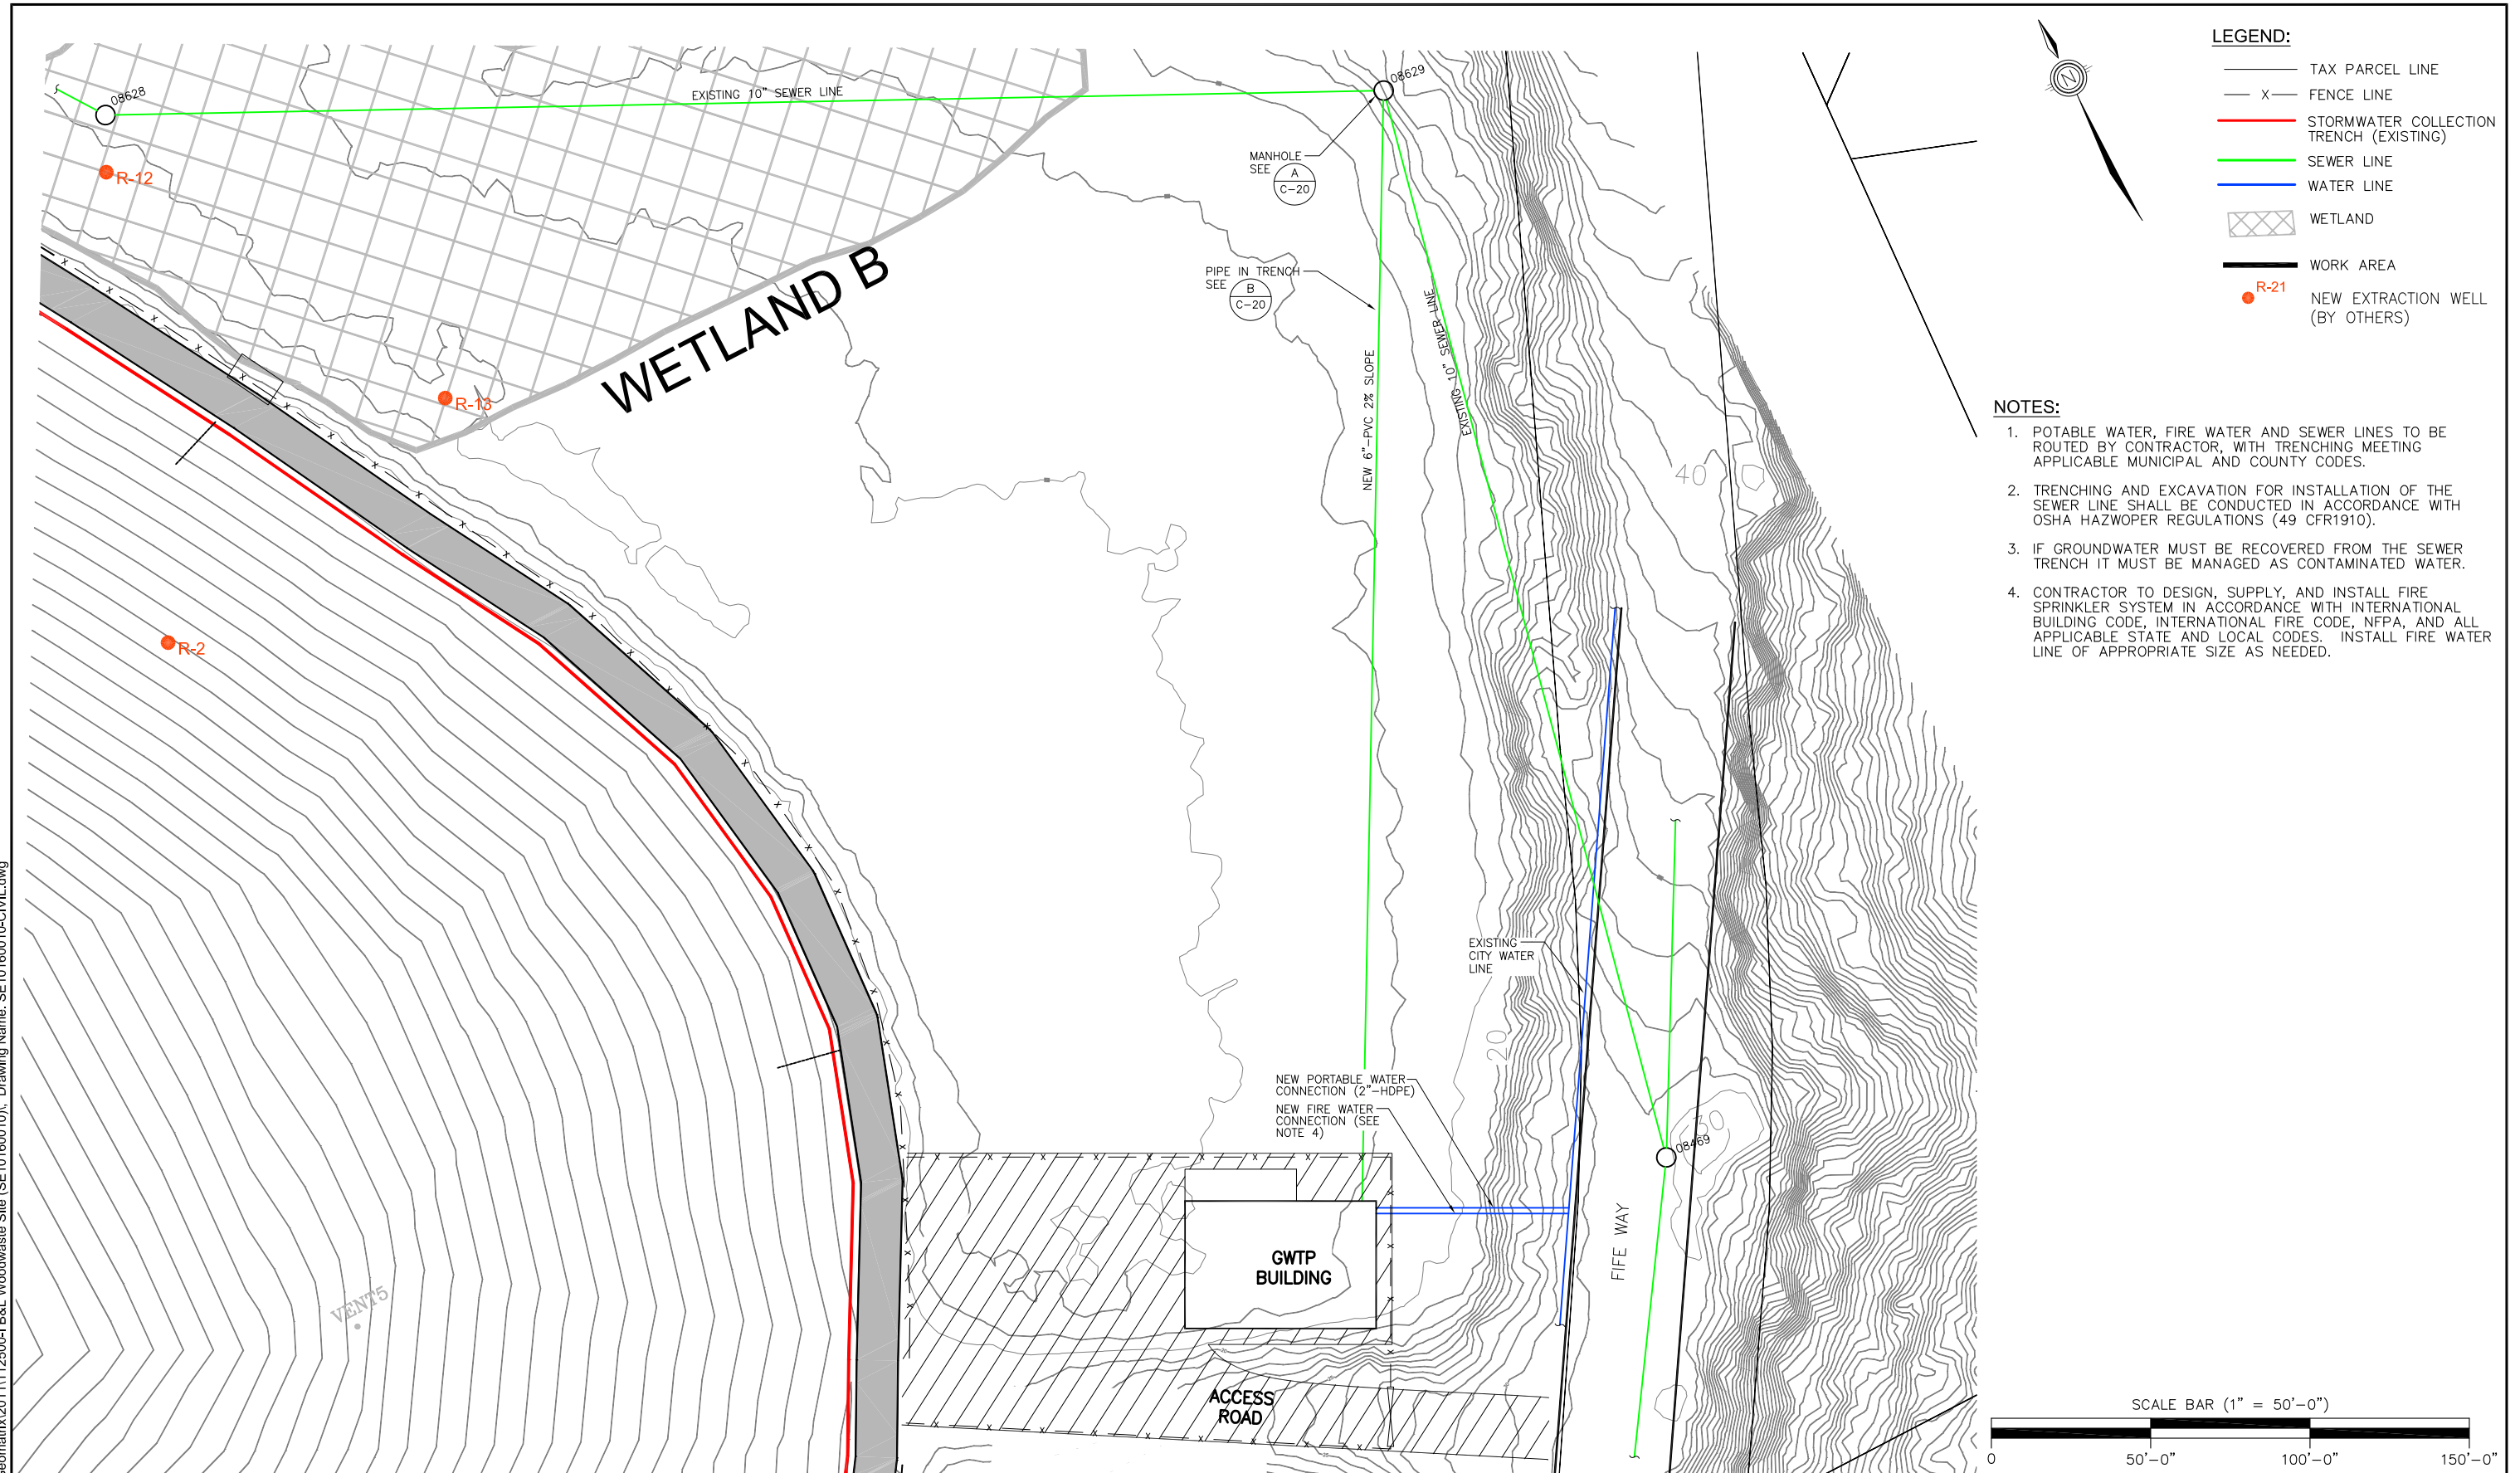 LEGEND:
TAX PARCEL LINE
X FENCE LINE
STORMWATER COLLECTION
TRENCH (EXISTING)
SEWER LINE
WATER LINE
WETLAND
WORK AREA
R-21
NEW EXTRACTION WELL
(BY OTHERS)
N
NOTES:
1. POTABLE WATER, FIRE WATER AND SEWER LINES TO BE
ROUTED BY CONTRACTOR, WITH TRENCHING MEETING
APPLICABLE MUNICIPAL AND COUNTY CODES.
2. TRENCHING AND EXCAVATION FOR INSTALLATION OF THE
SEWER LINE SHALL BE CONDUCTED IN ACCORDANCE WITH
OSHA HAZWOPER REGULATIONS (49 CFR1910).
3. IF GROUNDWATER MUST BE RECOVERED FROM THE SEWER
TRENCH IT MUST BE MANAGED AS CONTAMINATED WATER.
4. CONTRACTOR TO DESIGN, SUPPLY, AND INSTALL FIRE
SPRINKLER SYSTEM IN ACCORDANCE WITH INTERNATIONAL
BUILDING CODE, INTERNATIONAL FIRE CODE, NFPA, AND ALL
APPLICABLE STATE AND LOCAL CODES. INSTALL FIRE WATER
LINE OF APPROPRIATE SIZE AS NEEDED.
08628
EXISTING 10" SEWER LINE
08629
R-12
MANHOLE
SEE
A
C-20
WETLAND B
PIPE IN TRENCH
SEE
B
C-20
R-13
NEW 6"-PVC 2% SLOPE
EXISTING 10" SEWER LINE
40
R-2
EXISTING
CITY WATER
LINE
20
NEW PORTABLE WATER
CONNECTION (2"-HDPE)
NEW FIRE WATER
CONNECTION (SEE
NOTE 4)
30
08469
FIFE WAY
GWTP
BUILDING
VENT5
ACCESS
ROAD
SCALE BAR (1" = 50'-0")
0 50'-0" 100'-0" 150'-0"